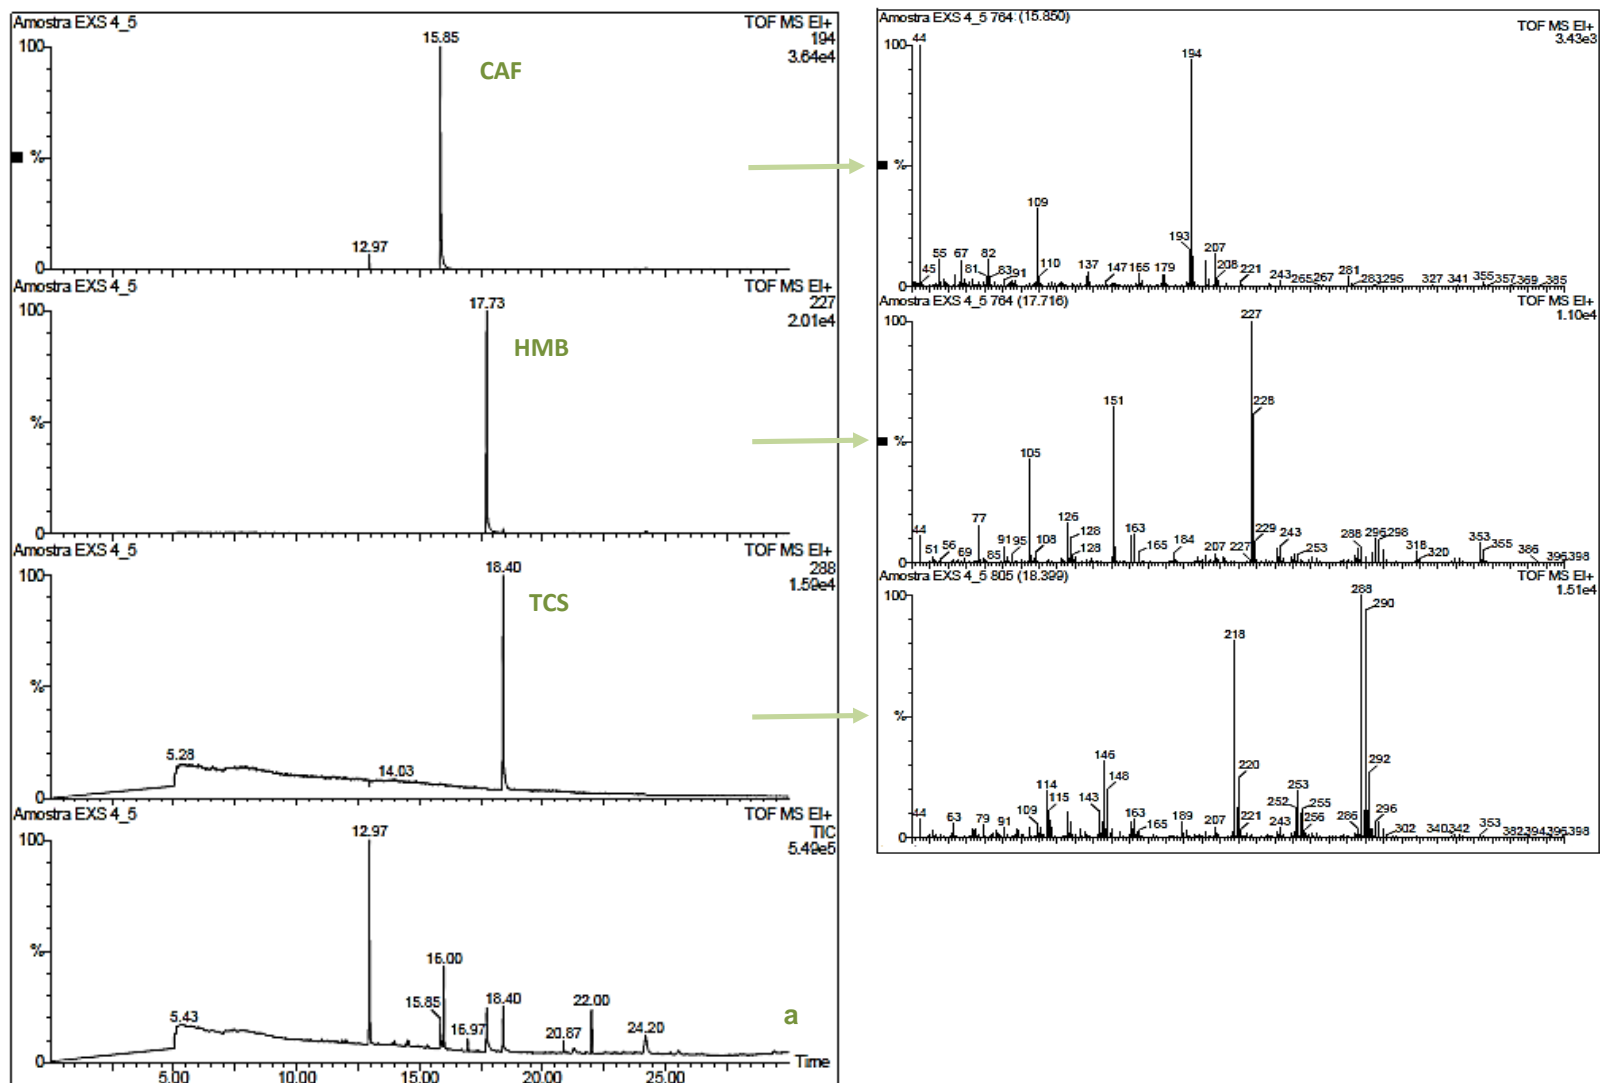 Amostra EXS 4_5
TOF MS EI+
194
3.64e4
100
15.85
CAF
%
12.97
0
Amostra EXS 4_5
227
2.01e4
100
17.73
HMB
%
0
Amostra EXS 4_5
TOF MS EI+
288
1.59e4
100
18.40
TCS
%
5.28
14.03
0
Amostra EXS 4_5
TOF MS EI+
TIC
5.49e5
100
12.97
%
16.00
15.85
18.40
22.00
16.97
5.43
20.87
24.20
a
0
Time
5.00 10.00 15.00 20.00 25.00
Amostra EXS 4_5 764 (15.850)
TOF MS EI+
3.43e3
100
44
194
%
109
193
207
55 67 82
45 81 83 91 110 137 147 165 179 208 221 243 265 267 281 283 295 327 341 355 357 369 385
0
Amostra EXS 4_5 764 (17.716)
TOF MS EI+
1.10e4
100
227
151
228
%
105
77 126 128 163
44 51 56 69 85 91 95 108 128 165 184 207 227 229 243 253 288 295 298 318 320 353 355 386 396 398
0
Amostra EXS 4_5 805 (18.399)
TOF MS EI+
1.51e4
100
288
290
218
%
146
148
220
292
114 115 143 252 253 255
44 63 79 91 109 163 165 189 207 221 243 256 286 296 302 340 342 353 382 394 396 398
0